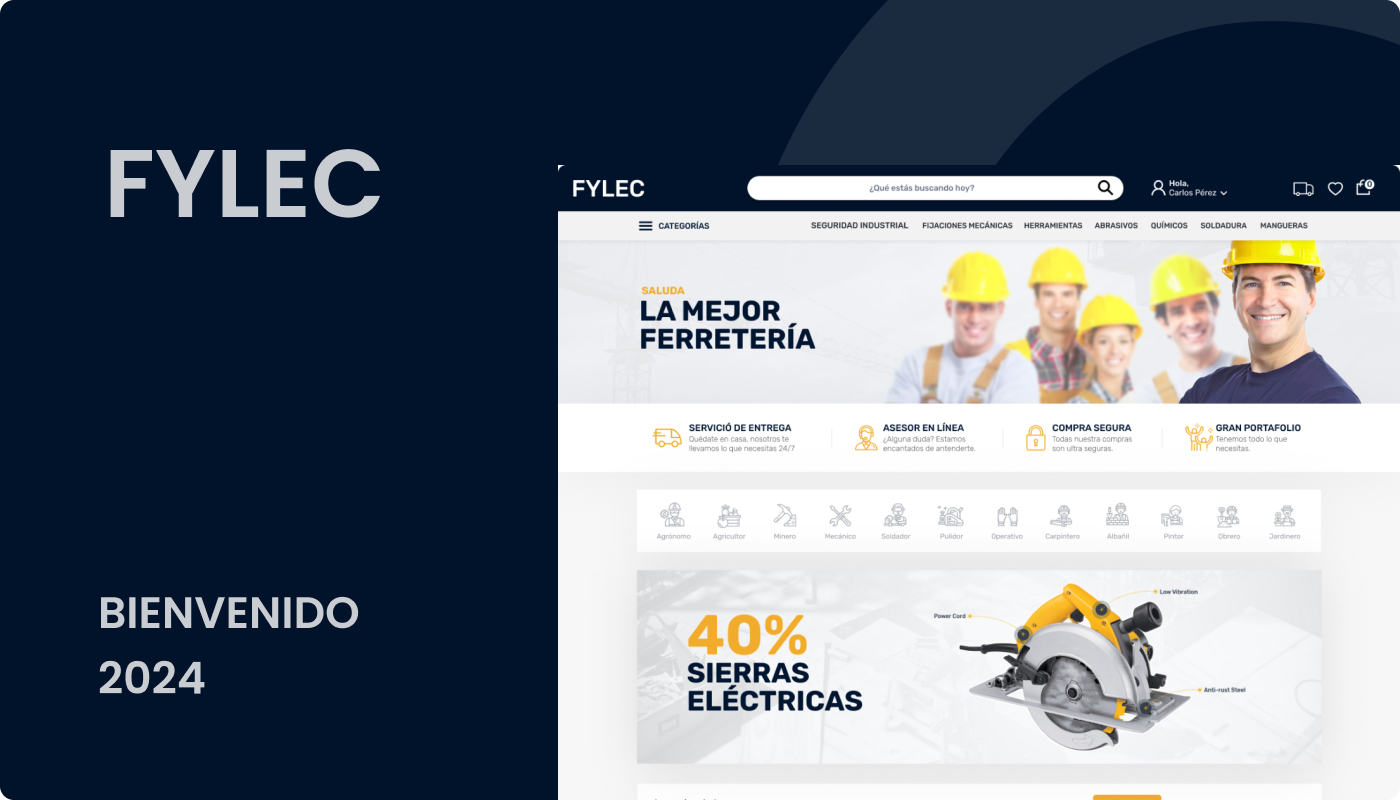 FYLEC
BIENVENIDO
2024
FYLEC
¿Qué estás buscando hoy?
Hola,
Carlos Pérez
0
CATEGORÍAS
SEGURIDAD INDUSTRIAL
FIJACIONES MECÁNICAS
HERRAMIENTAS
ABRASIVOS
QUÍMICOS
SOLDADURA
MANGUERAS
SALUDA
LA MEJOR
FERRETERÍA
SERVICIÓ DE ENTREGA
Quédate en casa, nosotros te
llevamos lo que necesitas 24/7
ASESOR EN LÍNEA
¿Alguna duda? Estamos
encantados de antenderte.
COMPRA SEGURA
Todas nuestra compras
son ultra seguras.
GRAN PORTAFOLIO
Tenemos todo lo que
necesitas.
Agrónomo
Agricultor
Minero
Mecánico
Soldador
Pulidor
Operativo
Carpintero
Albañil
Pintor
Obrero
Jardinero
40%
SIERRAS
ELÉCTRICAS
Power Cord
Low Vibration
Anti-rust Steel